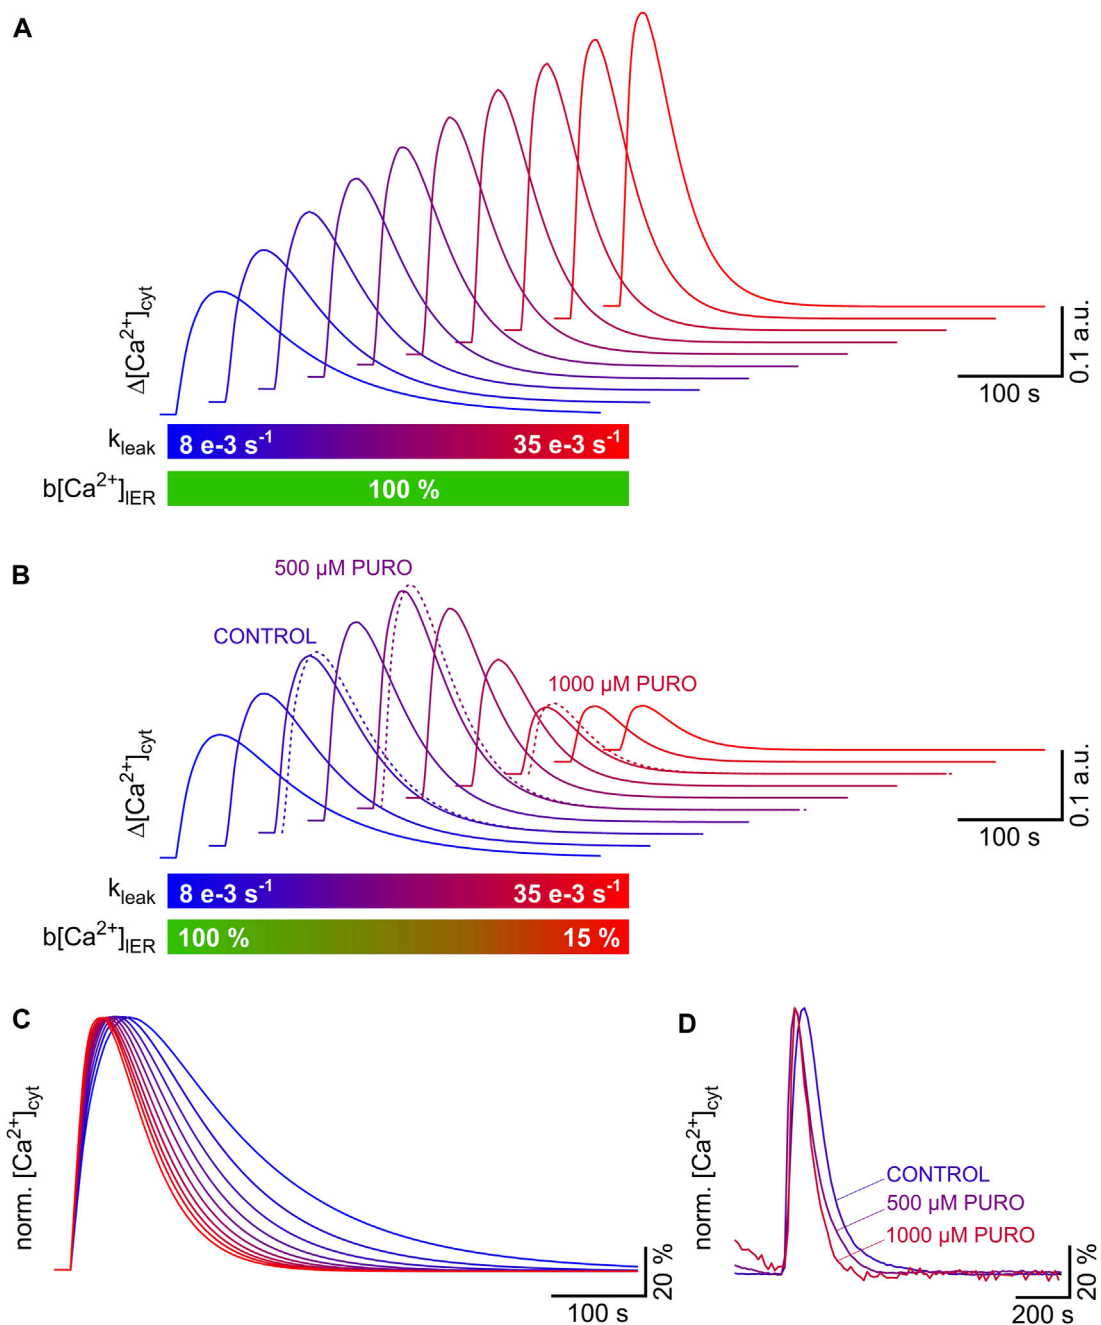 A
Δ[Ca²⁺]cyt
0.1 a.u.
100 s
kleak
8 e-3 s⁻¹
35 e-3 s⁻¹
b[Ca²⁺]lER
100 %
B
500 µM PURO
CONTROL
1000 µM PURO
Δ[Ca²⁺]cyt
0.1 a.u.
100 s
kleak
8 e-3 s⁻¹
35 e-3 s⁻¹
b[Ca²⁺]lER
100 %
15 %
C
norm. [Ca²⁺]cyt
20 %
100 s
D
norm. [Ca²⁺]cyt
CONTROL
500 µM PURO
1000 µM PURO
20 %
200 s